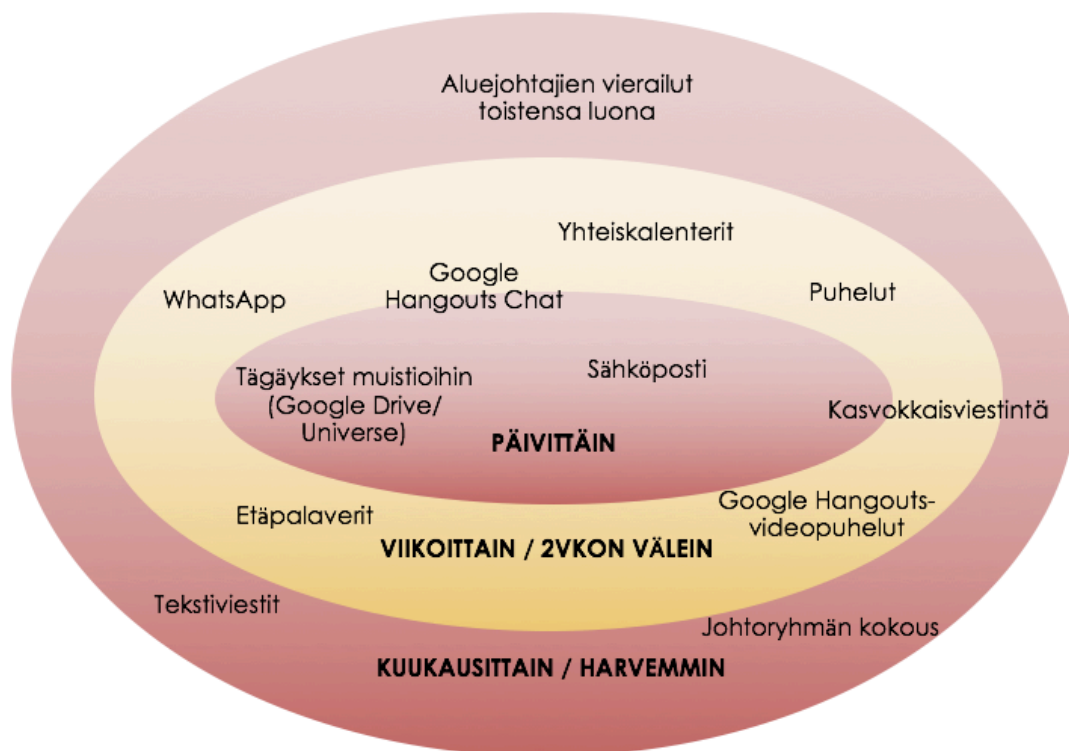 Aluejohtajien vierailut
toistensa luona
Yhteiskalenterit
Google
Hangouts Chat
WhatsApp
Puhelut
Tägäykset muistioihin
(Google Drive/
Universe)
Sähköposti
Kasvokkaisviestintä
PÄIVITTÄIN
Etäpalaverit
Google Hangouts-
videopuhelut
VIIKOITTAIN / 2VKON VÄLEIN
Tekstiviestit
Johtoryhmän kokous
KUUKAUSITTAIN / HARVEMMIN